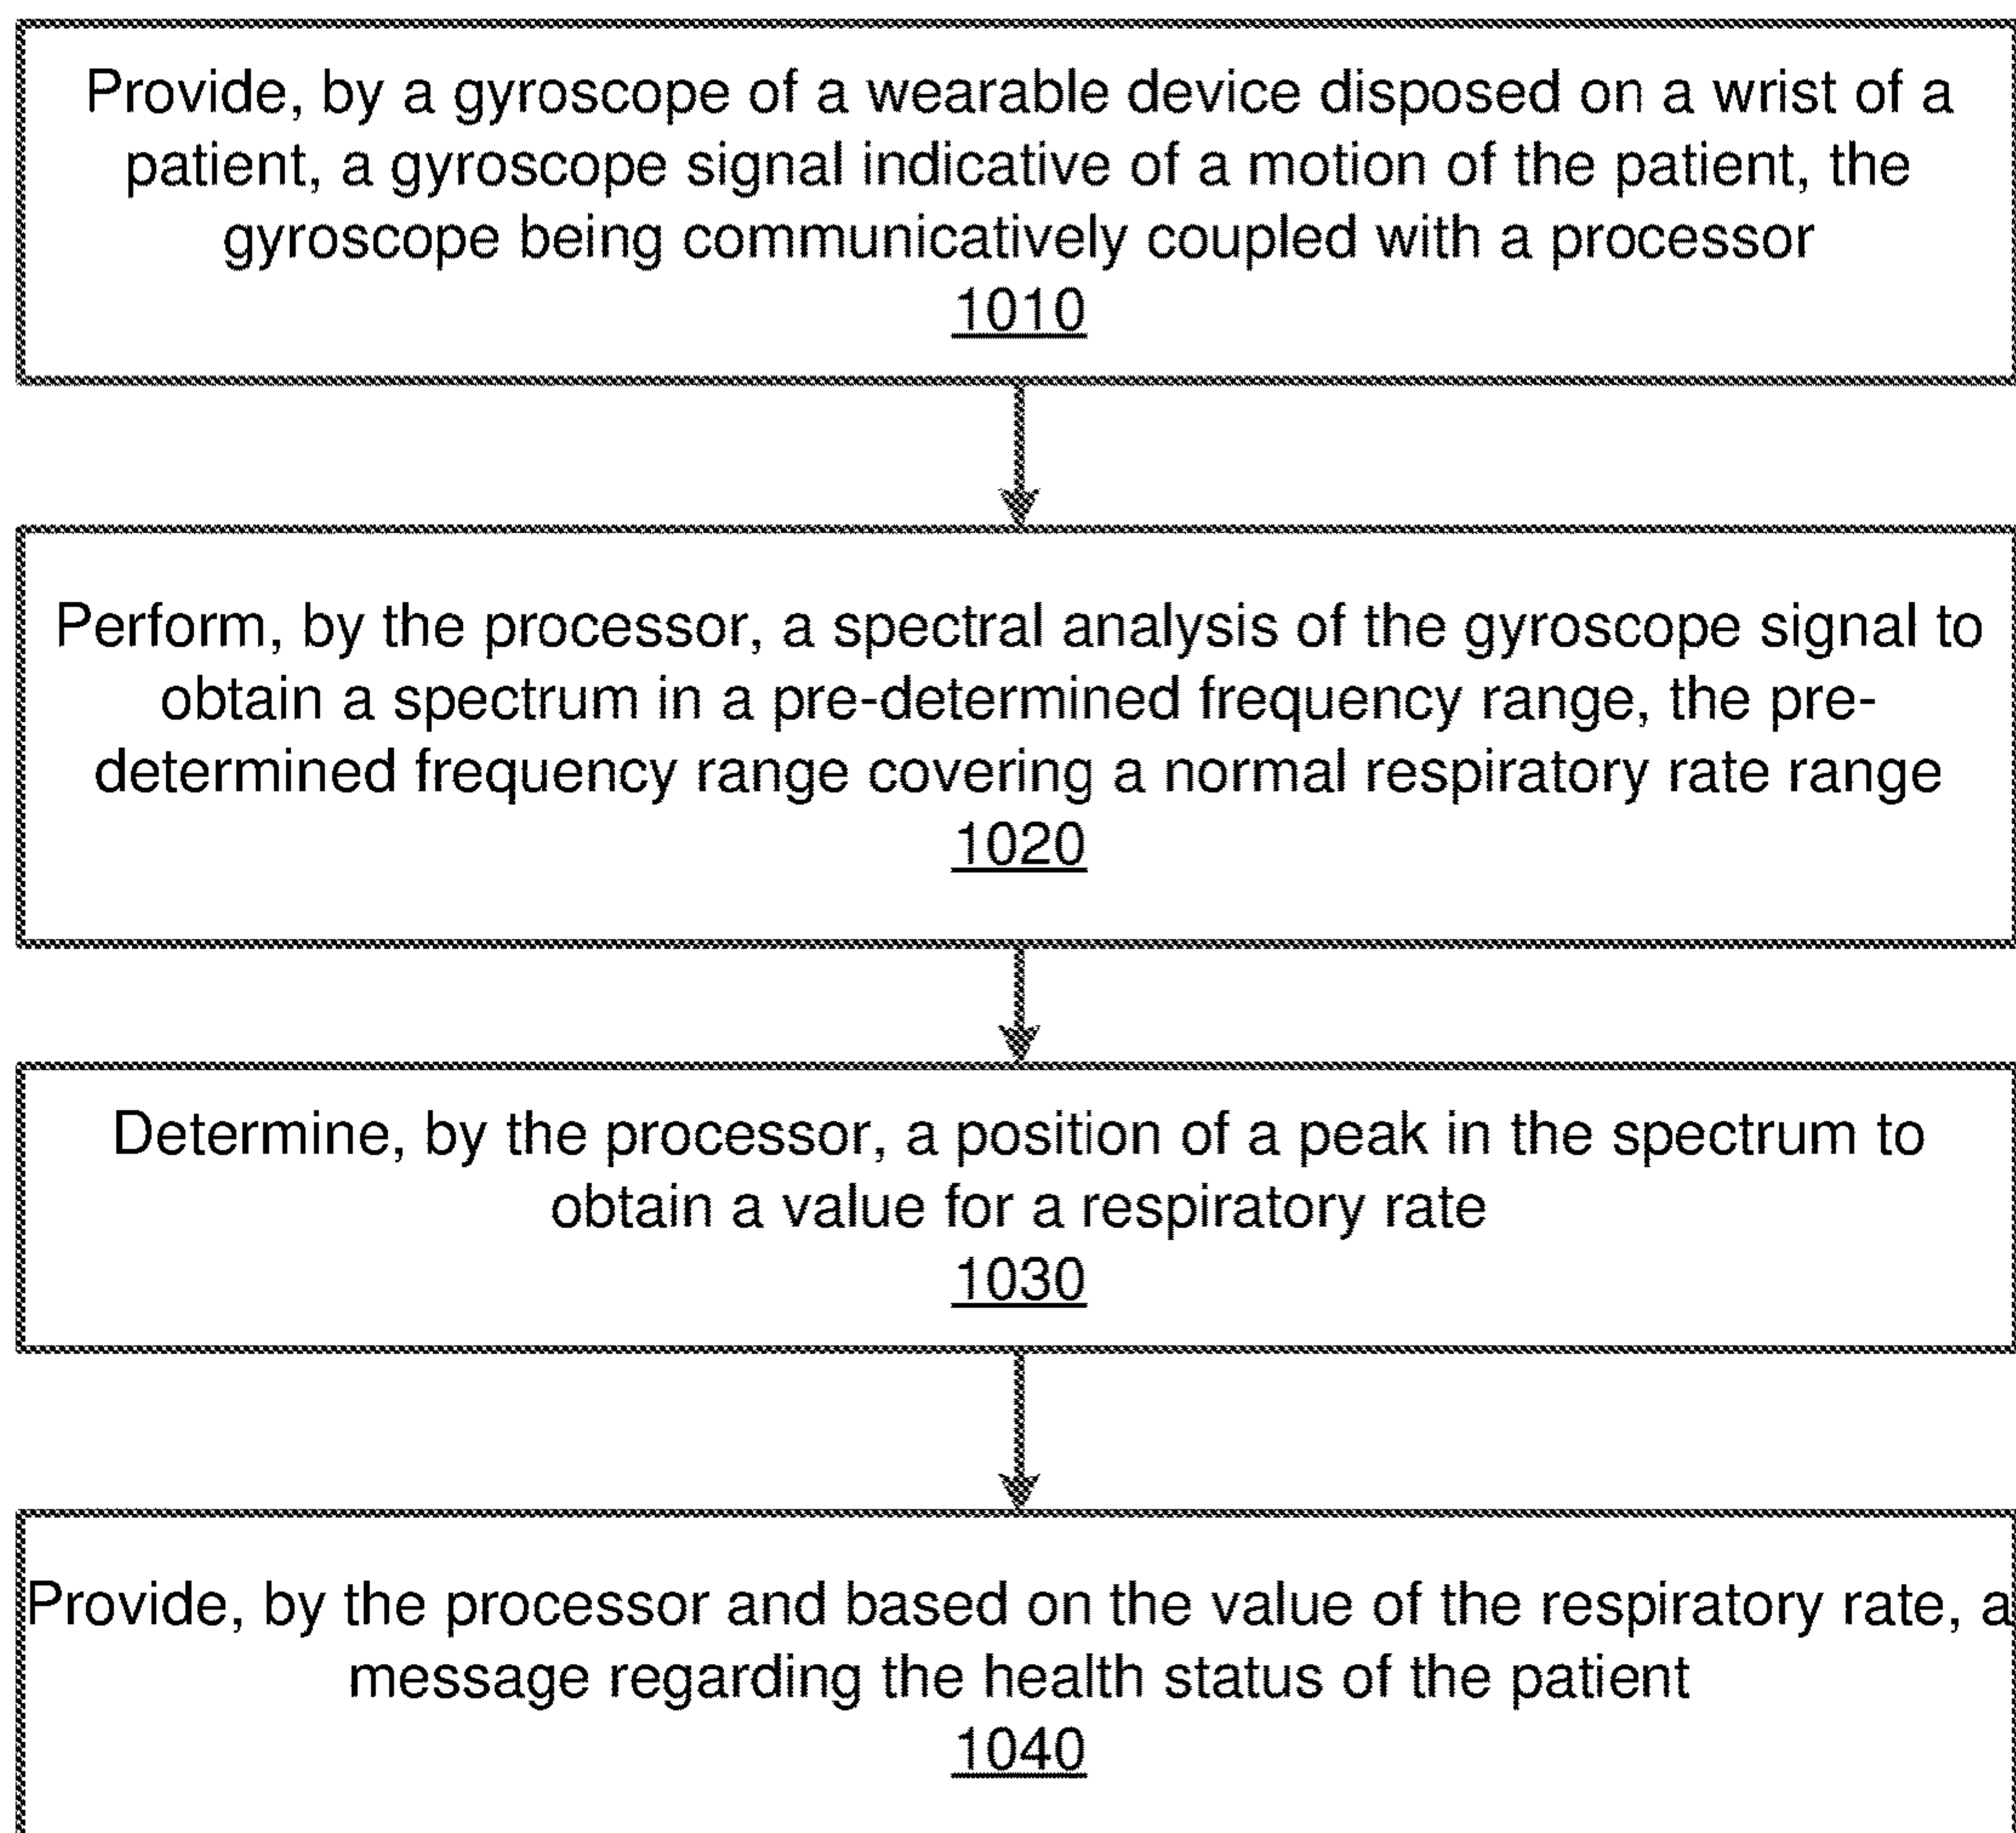 Provide, by a gyroscope of a wearable device disposed on a wrist of a
patient, a gyroscope signal indicative of a motion of the patient, the
gyroscope being communicatively coupled with a processor
1010
Perform, by the processor, a spectral analysis of the gyroscope signal to
obtain a spectrum in a pre-determined frequency range, the pre-
determined frequency range covering a normal respiratory rate range
1020
Determine, by the processor, a position of a peak in the spectrum to
obtain a value for a respiratory rate
1030
Provide, by the processor and based on the value of the respiratory rate, a
message regarding the health status of the patient
1040